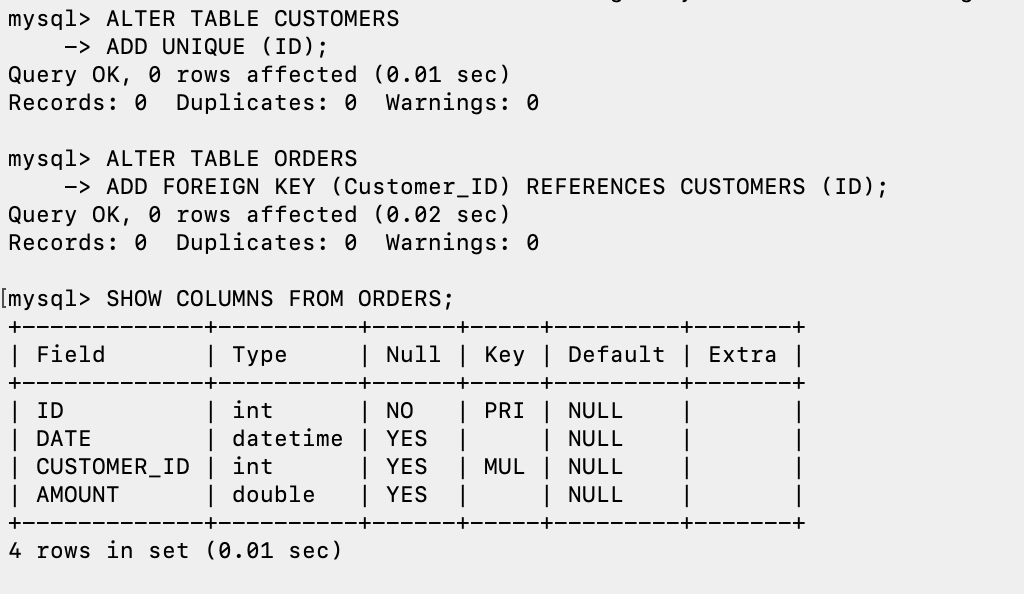 mysql> ALTER TABLE CUSTOMERS
    -> ADD UNIQUE (ID);
Query OK, 0 rows affected (0.01 sec)
Records: 0  Duplicates: 0  Warnings: 0

mysql> ALTER TABLE ORDERS
    -> ADD FOREIGN KEY (Customer_ID) REFERENCES CUSTOMERS (ID);
Query OK, 0 rows affected (0.02 sec)
Records: 0  Duplicates: 0  Warnings: 0

[mysql> SHOW COLUMNS FROM ORDERS;
+-------------+----------+------+-----+---------+-------+
| Field       | Type     | Null | Key | Default | Extra |
+-------------+----------+------+-----+---------+-------+
| ID          | int      | NO   | PRI | NULL    |       |
| DATE        | datetime | YES  |     | NULL    |       |
| CUSTOMER_ID | int      | YES  | MUL | NULL    |       |
| AMOUNT      | double   | YES  |     | NULL    |       |
+-------------+----------+------+-----+---------+-------+
4 rows in set (0.01 sec)